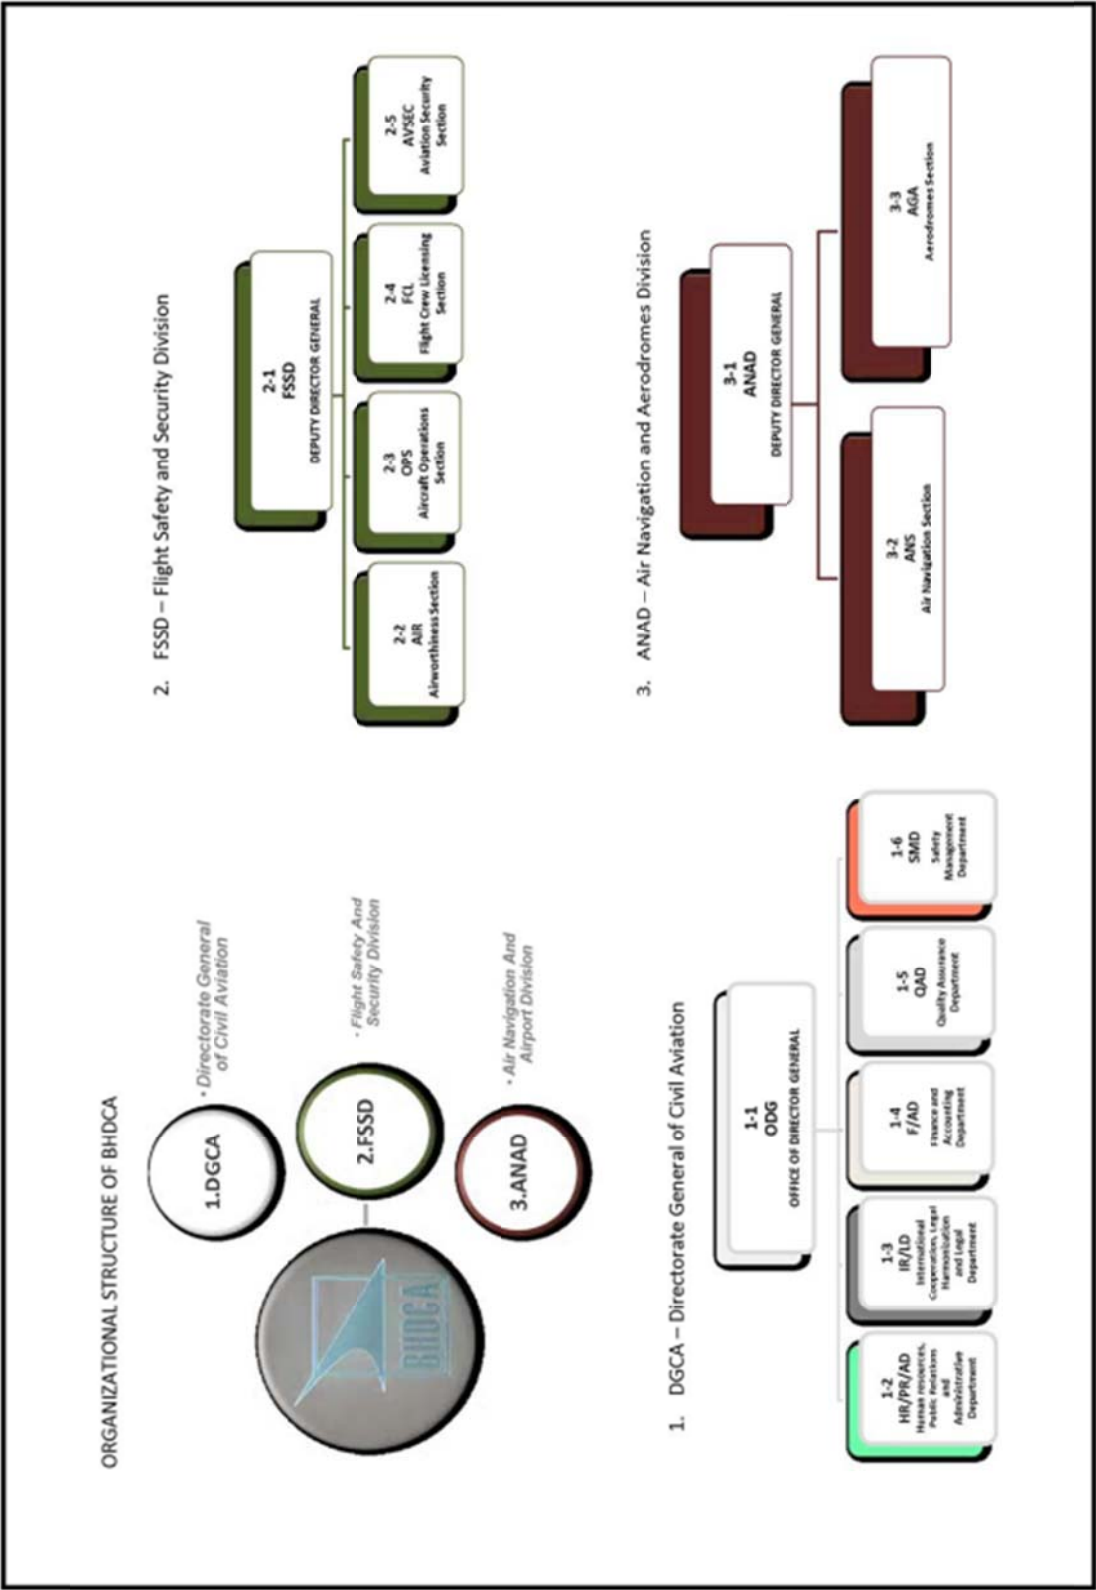 ORGANIZATIONAL STRUCTURE OF BHDCA
1.DGCA
• Directorate General
of Civil Aviation
BHDCA
2.FSSD
• Flight Safety And
Security Division
3.ANAD
• Air Navigation And
Airport Division
1. DGCA – Directorate General of Civil Aviation
1-1
ODG
OFFICE OF DIRECTOR GENERAL
1-2
HR/PR/AD
Human resources,
Public Relations
and
Administrative
Department
1-3
IR/LD
International
Cooperation, Legal
Harmonization
and Legal
Department
1-4
F/AD
Finance and
Accounting
Department
1-5
QAD
Quality Assurance
Department
1-6
SMD
Safety
Management
Department
2. FSSD – Flight Safety and Security Division
2-1
FSSD
DEPUTY DIRECTOR GENERAL
2-2
AIR
Airworthiness Section
2-3
OPS
Aircraft Operations
Section
2-4
FCL
Flight Crew Licensing
Section
2-5
AVSEC
Aviation Security
Section
3. ANAD – Air Navigation and Aerodromes Division
3-1
ANAD
DEPUTY DIRECTOR GENERAL
3-2
ANS
Air Navigation Section
3-3
AGA
Aerodromes Section